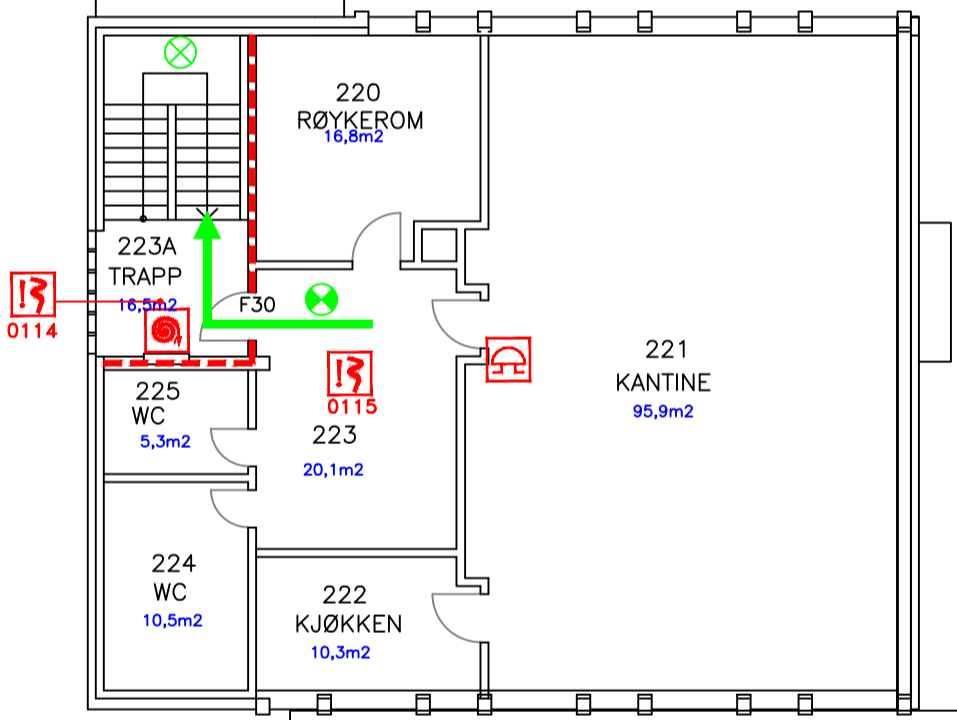 220
RØYKEROM
16,8m2
223A
TRAPP
16,5m2
0114
F30
0115
221
KANTINE
95,9m2
225
WC
5,3m2
223
20,1m2
224
WC
10,5m2
222
KJØKKEN
10,3m2